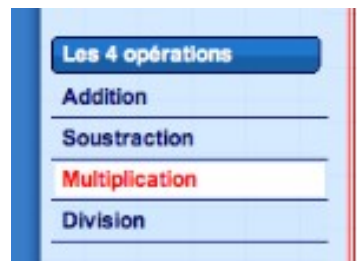 Les 4 opérations
Addition
Soustraction
Multiplication
Division